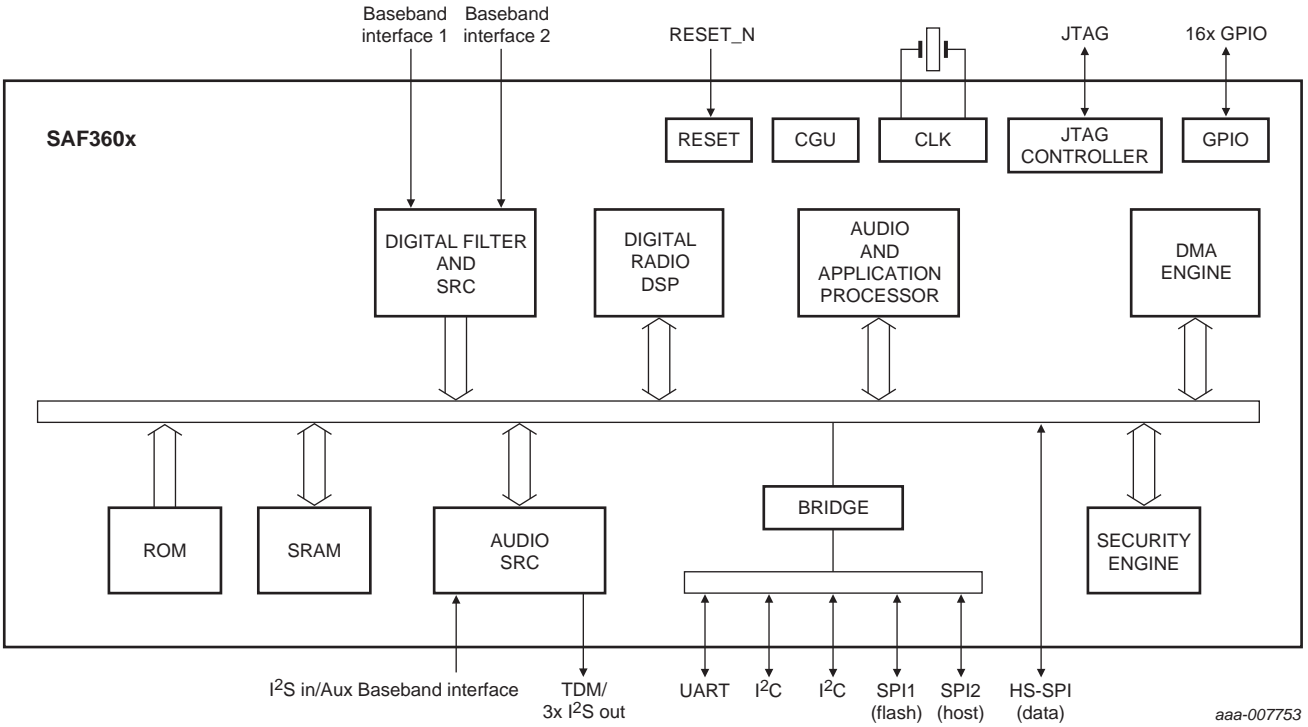 Baseband
interface 1
Baseband
interface 2
RESET_N
JTAG
16x GPIO
SAF360x
RESET
CGU
CLK
JTAG
CONTROLLER
GPIO
DIGITAL FILTER
AND
SRC
DIGITAL
RADIO
DSP
AUDIO
AND
APPLICATION
PROCESSOR
DMA
ENGINE
ROM
SRAM
AUDIO
SRC
BRIDGE
SECURITY
ENGINE
I²S in/Aux Baseband interface
TDM/
3x I²S out
UART
I²C
I²C
SPI1
(flash)
SPI2
(host)
HS-SPI
(data)
aaa-007753